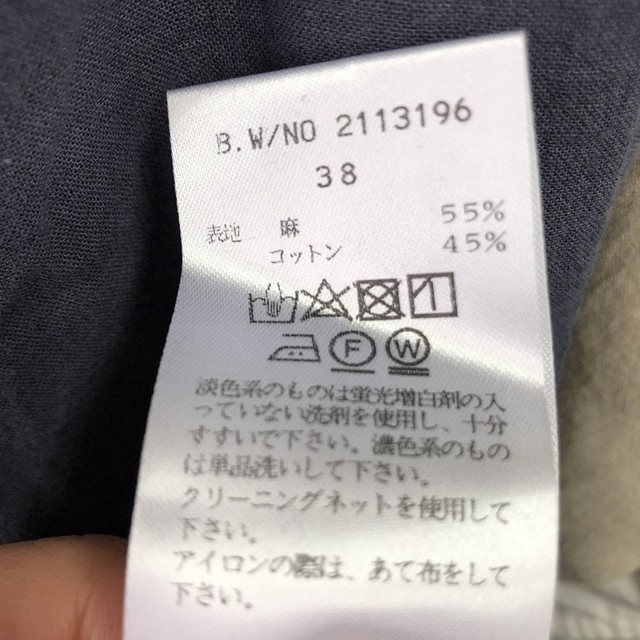 B.W/NO 2113196
38
表地 麻 55%
コットン 45%
F W
淡色系のものは蛍光増白剤の入
っていない洗剤を使用し、十分
すすいで下さい。濃色系のもの
は単品洗いして下さい。
クリーニングネットを使用して
下さい。
アイロンの際は、あて布をして
下さい。